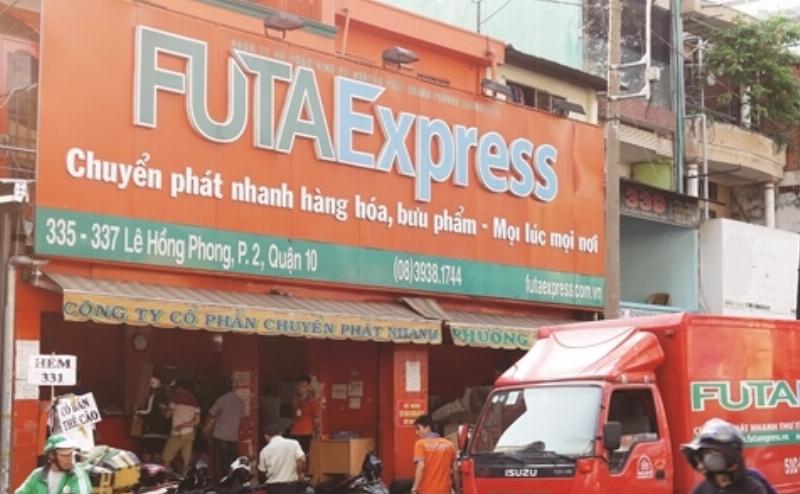 FUTAExpress
Chuyển phát nhanh hàng hóa, bưu phẩm - Mọi lúc mọi nơi
335 - 337 Lê Hồng Phong, P. 2, Quận 10 (08)3938.1744 futaexpress.com.vn
CÔNG TY CỔ PHẦN CHUYỂN PHÁT NHANH PHƯƠNG
339
HẺM
331
FUTA
ISUZU